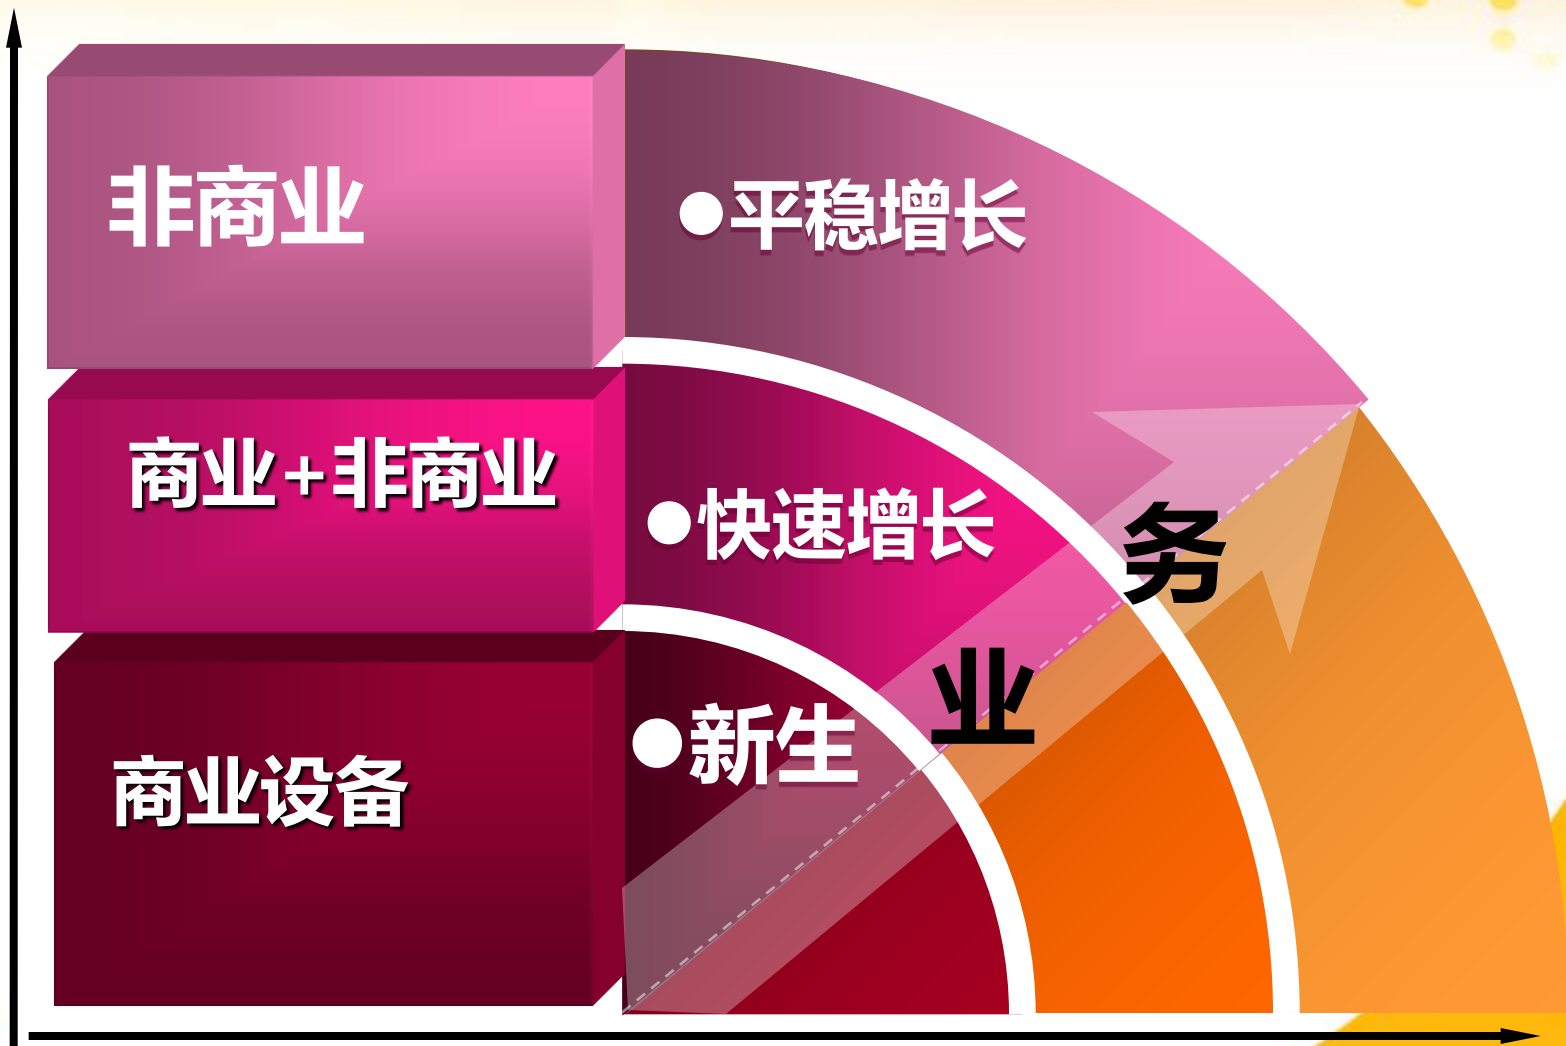 非商业
●平稳增长
商业+非商业
●快速增长
务
业
●新生
商业设备